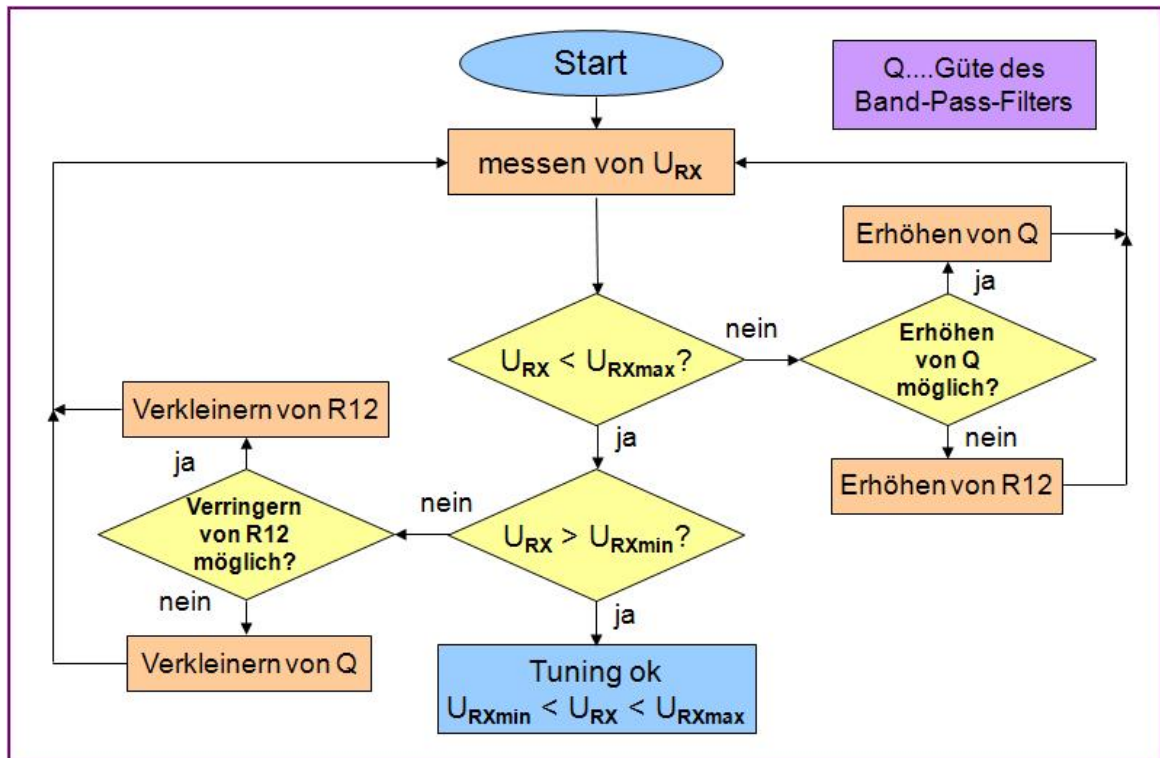 Start
Q....Güte des
Band-Pass-Filters
messen von URX
Erhöhen von Q
ja
nein
URX < URXmax?
Erhöhen
von Q
möglich?
nein
Erhöhen von R12
ja
Verkleinern von R12
ja
nein
Verringern
von R12
möglich?
URX > URXmin?
nein
Verkleinern von Q
ja
Tuning ok
URXmin < URX < URXmax